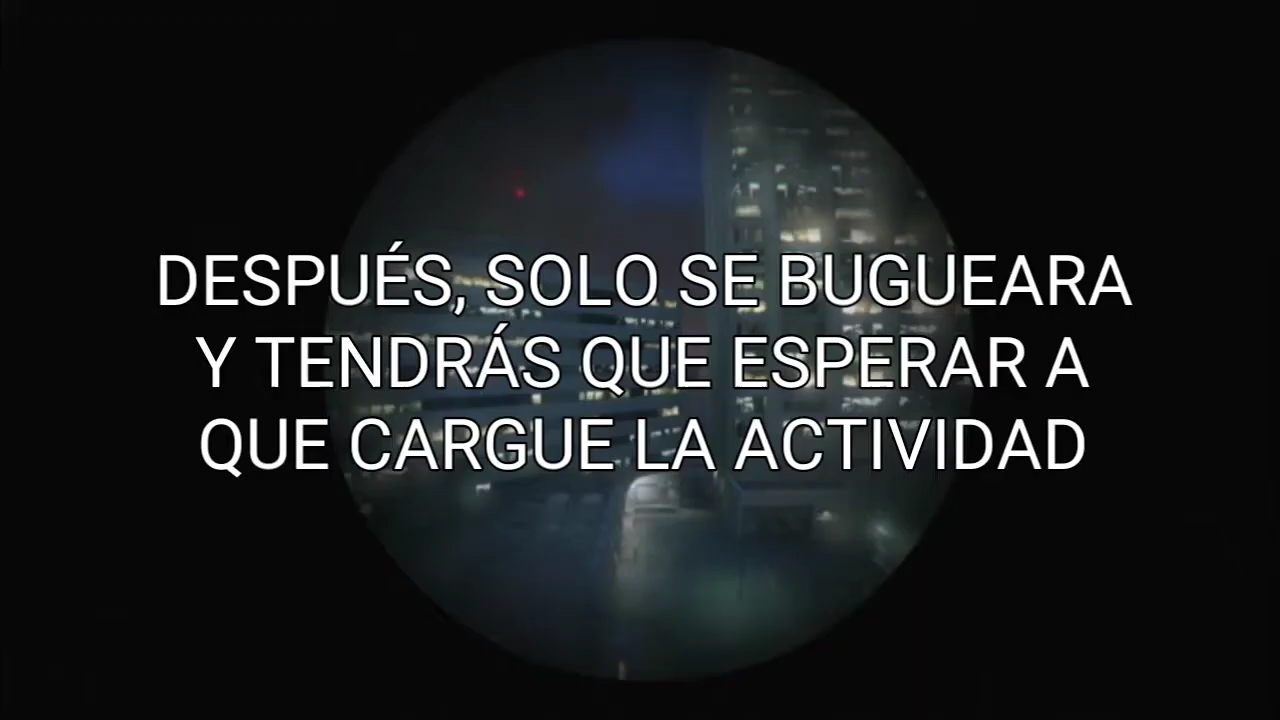 DESPUÉS, SOLO SE BUGUEARA
Y TENDRÁS QUE ESPERAR A
QUE CARGUE LA ACTIVIDAD